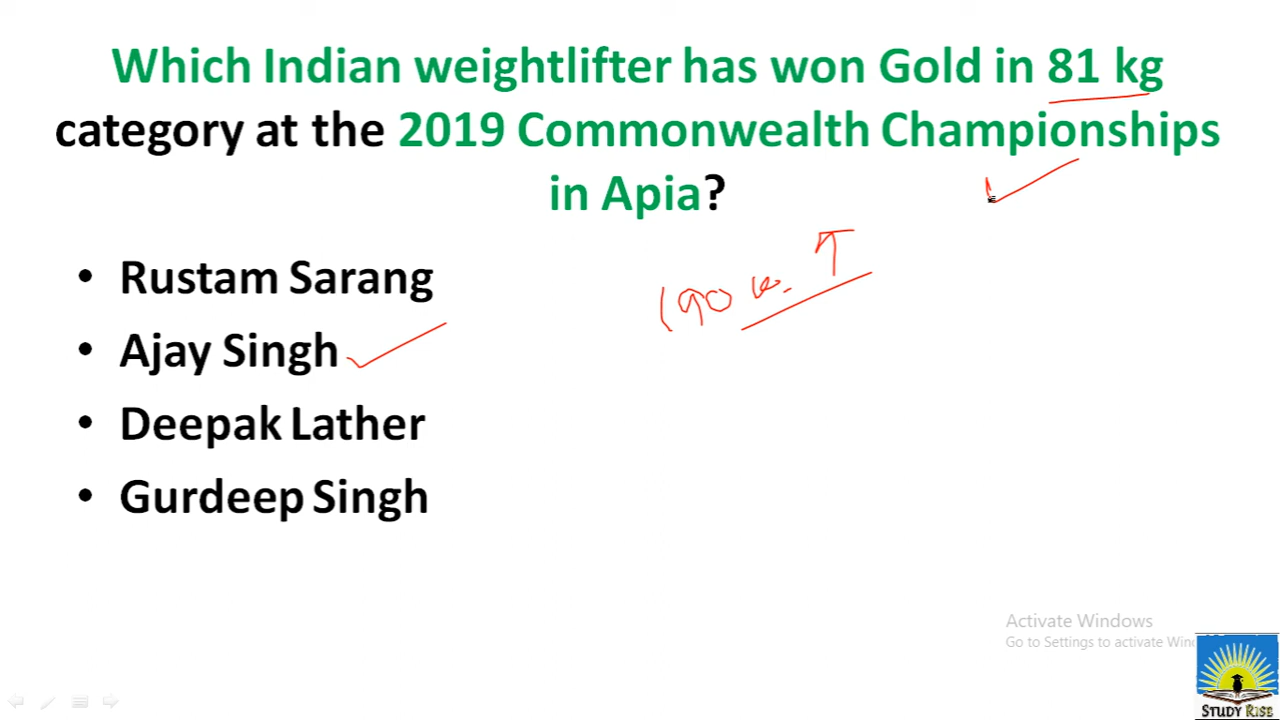 Which Indian weightlifter has won Gold in 81 kg
category at the 2019 Commonwealth Championships
in Apia?
• Rustam Sarang
190
• Ajay Singh
• Deepak Lather
• Gurdeep Singh
Activate Windows
Go to Settings to activate Win
STUDY RISE